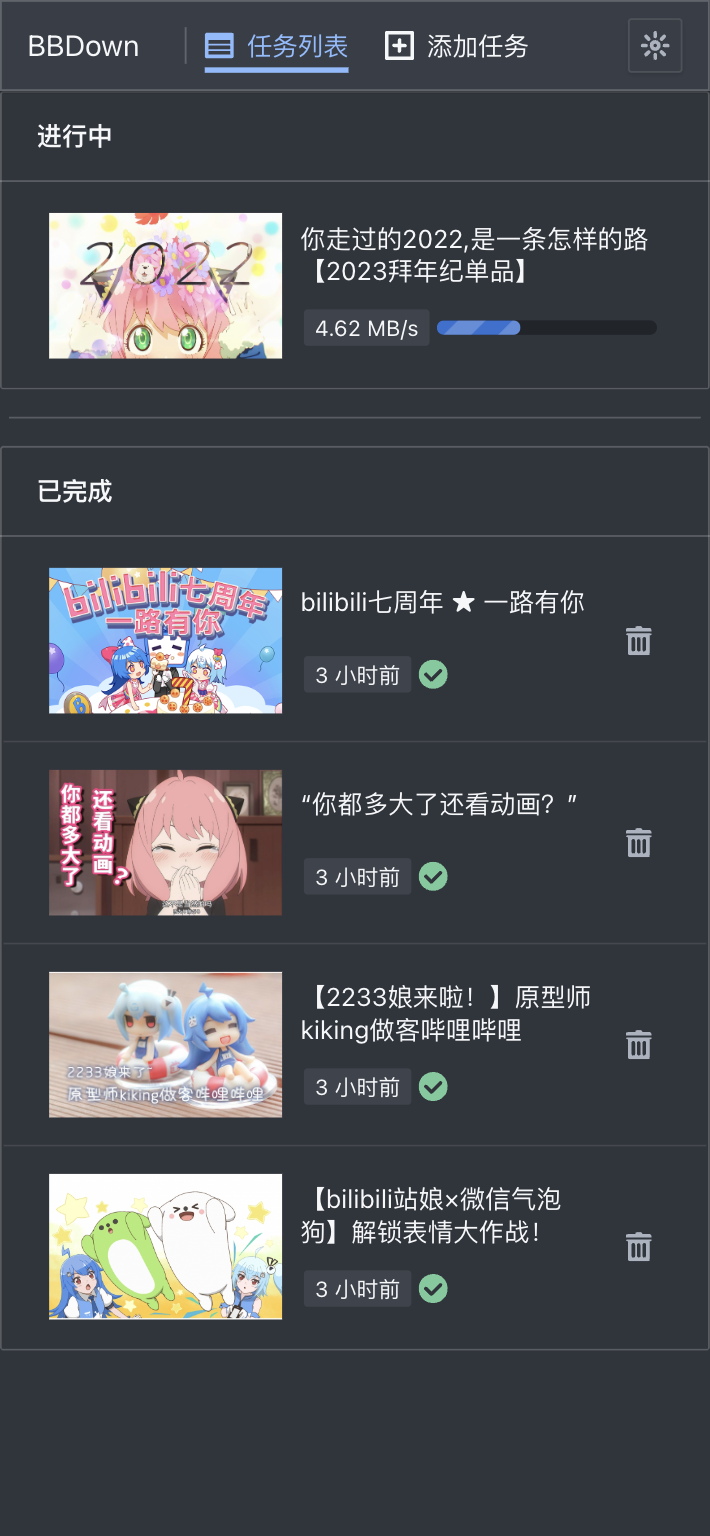 BBDown
任务列表
添加任务
进行中
2022
你走过的2022,是一条怎样的路
【2023拜年纪单品】
4.62 MB/s
已完成
bilibili七周年
一路有你
bilibili七周年 ★ 一路有你
3 小时前
你都多大了
还看动画?
“你都多大了还看动画？”
3 小时前
2233娘来了
原型师kiking做客哔哩哔哩
【2233娘来啦！】原型师
kiking做客哔哩哔哩
3 小时前
【bilibili站娘×微信气泡
狗】解锁表情大作战！
3 小时前